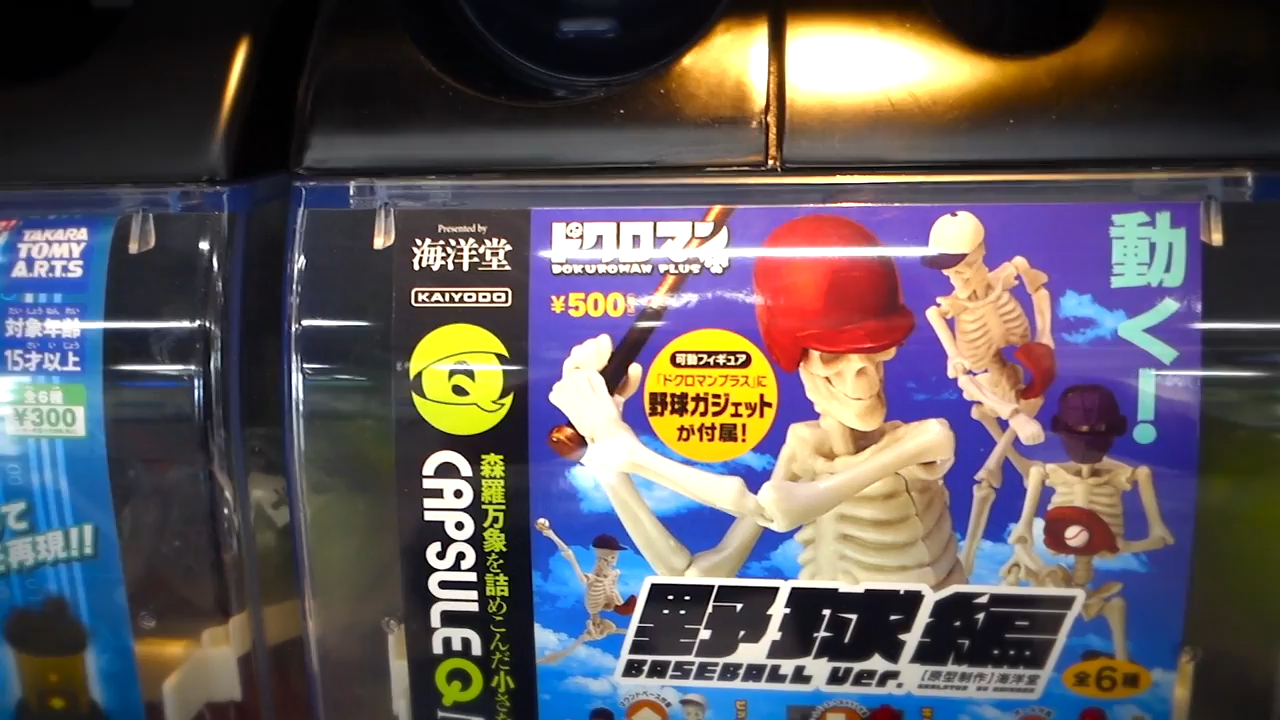 TAKARA
TOMY
A.R.T.S
対象年齢
15才以上
全6種
¥300
再現!!
Presented by
海洋堂
KAIYODO
Q
CAPSULE Q
森羅万象を詰めこんだ小さ
ドクロマン
DOKUROMAN PLUS
¥500
可動フィギュア
「ドクロマンプラス」に
野球ガジェット
が付属!
動く!
野球編
BASEBALL Ver.
【原型制作】海洋堂
全6種